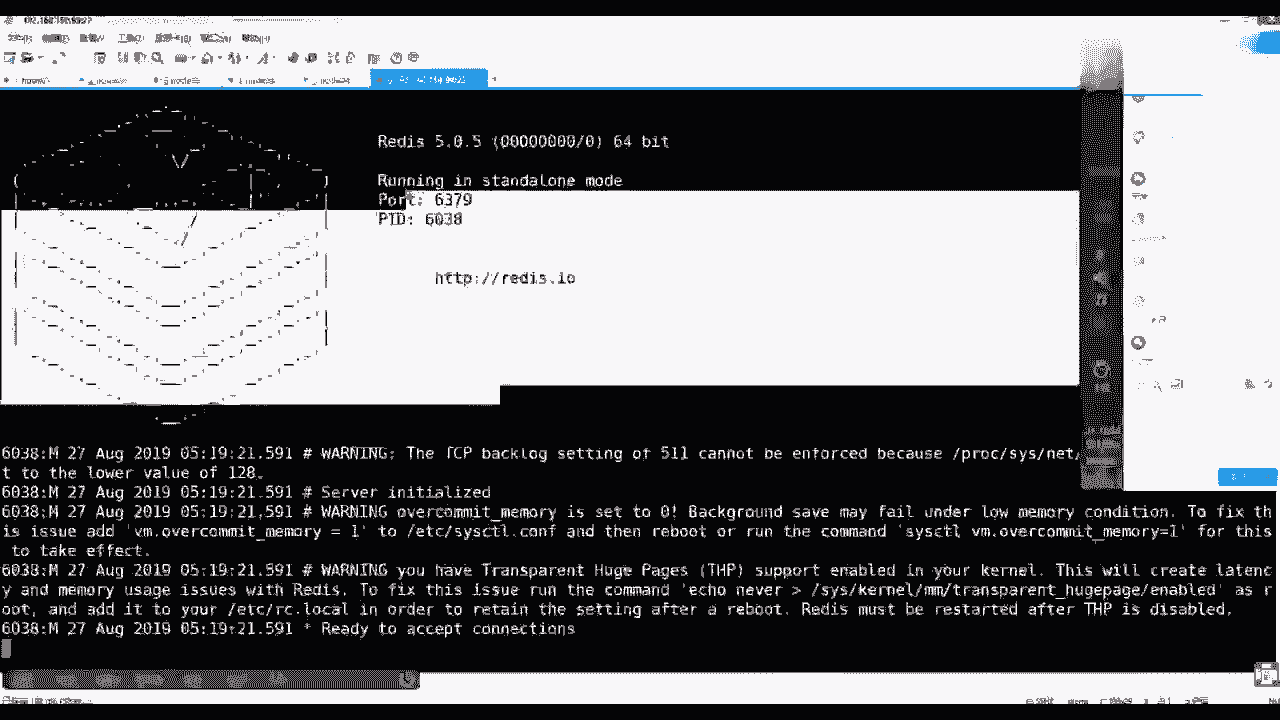 Redis 5.0.5 (00000000/0) 64 bit
Running in standalone mode
Port: 6379
PID: 6038
http://redis.io
6038:M 27 Aug 2019 05:19:21.591 # WARNING: The TCP backlog setting of 511 cannot be enforced because /proc/sys/net/
t to the lower value of 128.
6038:M 27 Aug 2019 05:19:21.591 # Server initialized
6038:M 27 Aug 2019 05:19:21.591 # WARNING overcommit_memory is set to 0! Background save may fail under low memory condition. To fix th
is issue add 'vm.overcommit_memory = 1' to /etc/sysctl.conf and then reboot or run the command 'sysctl vm.overcommit_memory=1' for this
to take effect.
6038:M 27 Aug 2019 05:19:21.591 # WARNING you have Transparent Huge Pages (THP) support enabled in your kernel. This will create latenc
y and memory usage issues with Redis. To fix this issue run the command 'echo never > /sys/kernel/mm/transparent_hugepage/enabled' as r
oot, and add it to your /etc/rc.local in order to retain the setting after a reboot. Redis must be restarted after THP is disabled.
6038:M 27 Aug 2019 05:19:21.591 * Ready to accept connections